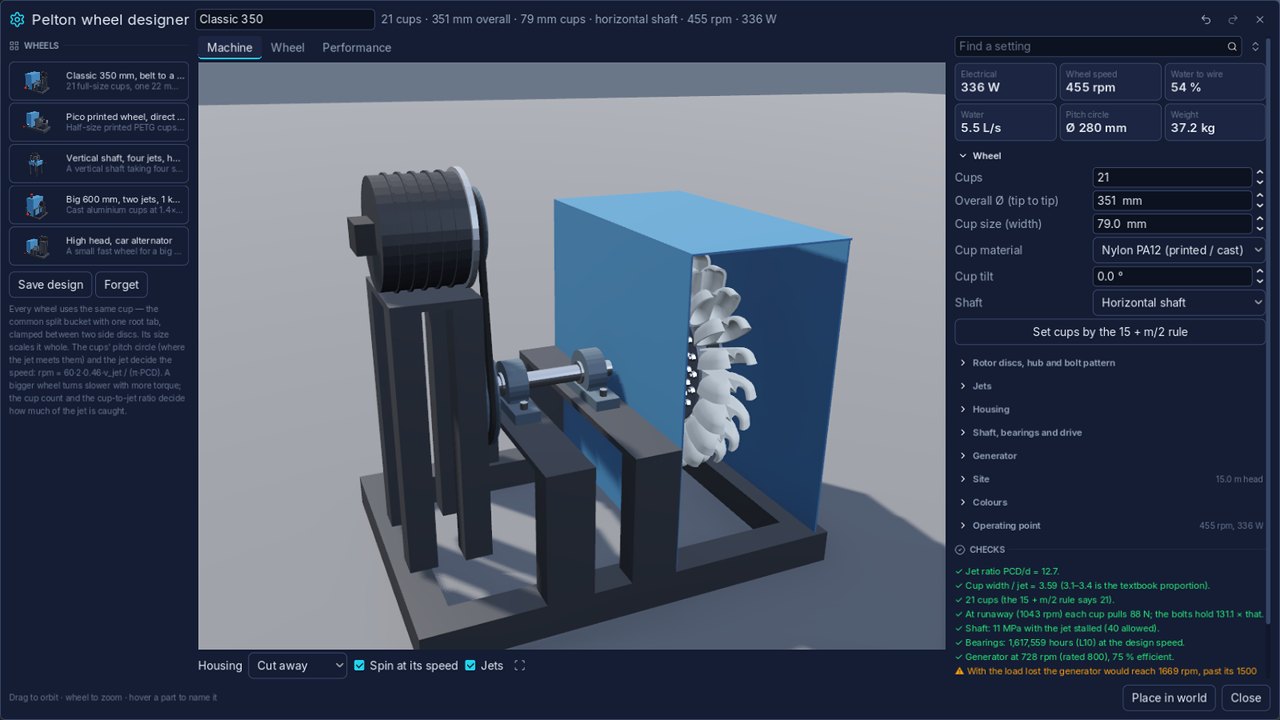 Pelton wheel designer
Classic 350
21 cups · 351 mm overall · 79 mm cups · horizontal shaft · 455 rpm · 336 W
WHEELS
Classic 350 mm, belt to a ...
21 full-size cups, one 22 m...
Pico printed wheel, direct ...
Half-size printed PETG cups...
Vertical shaft, four jets, h...
A vertical shaft taking four s...
Big 600 mm, two jets, 1 k...
Cast aluminium cups at 1.4×...
High head, car alternator
A small fast wheel for a big ...
Save design
Forget
Every wheel uses the same cup — the
common split bucket with one root tab,
clamped between two side discs. Its size
scales it whole. The cups' pitch circle (where
the jet meets them) and the jet decide the
speed: rpm = 60·2·0.46·v_jet / (π·PCD). A
bigger wheel turns slower with more torque;
the cup count and the cup-to-jet ratio decide
how much of the jet is caught.
Machine
Wheel
Performance
Housing
Cut away
Spin at its speed
Jets
Drag to orbit · wheel to zoom · hover a part to name it
Find a setting
Electrical
336 W
Wheel speed
455 rpm
Water to wire
54 %
Water
5.5 L/s
Pitch circle
Ø 280 mm
Weight
37.2 kg
Wheel
Cups
21
Overall Ø (tip to tip)
351 mm
Cup size (width)
79.0 mm
Cup material
Nylon PA12 (printed / cast)
Cup tilt
0.0 °
Shaft
Horizontal shaft
Set cups by the 15 + m/2 rule
Rotor discs, hub and bolt pattern
Jets
Housing
Shaft, bearings and drive
Generator
Site
15.0 m head
Colours
Operating point
455 rpm, 336 W
CHECKS
✓ Jet ratio PCD/d = 12.7.
✓ Cup width / jet = 3.59 (3.1–3.4 is the textbook proportion).
✓ 21 cups (the 15 + m/2 rule says 21).
✓ At runaway (1043 rpm) each cup pulls 88 N; the bolts hold 131.1 × that.
✓ Shaft: 11 MPa with the jet stalled (40 allowed).
✓ Bearings: 1,617,559 hours (L10) at the design speed.
✓ Generator at 728 rpm (rated 800), 75 % efficient.
⚠ With the load lost the generator would reach 1669 rpm, past its 1500
Place in world
Close